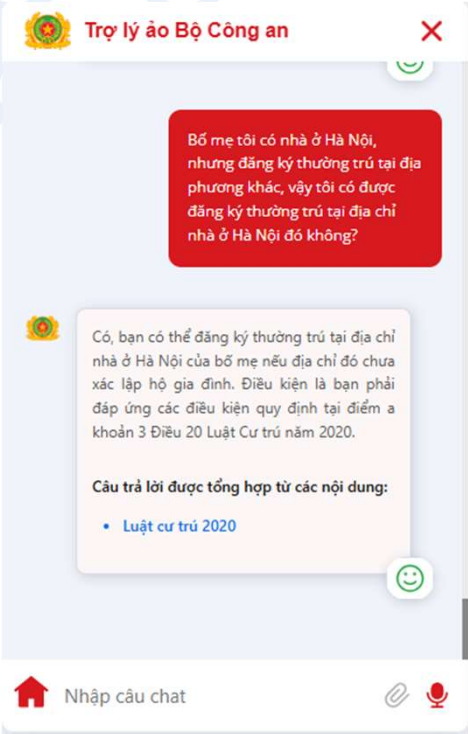 Trợ lý ảo Bộ Công an
Bố mẹ tôi có nhà ở Hà Nội,
nhưng đăng ký thường trú tại địa
phương khác, vậy tôi có được
đăng ký thường trú tại địa chỉ
nhà ở Hà Nội đó không?
Có, bạn có thể đăng ký thường trú tại địa chỉ
nhà ở Hà Nội của bố mẹ nếu địa chỉ đó chưa
xác lập hộ gia đình. Điều kiện là bạn phải
đáp ứng các điều kiện quy định tại điểm a
khoản 3 Điều 20 Luật Cư trú năm 2020.
Câu trả lời được tổng hợp từ các nội dung:
• Luật cư trú 2020
Nhập câu chat